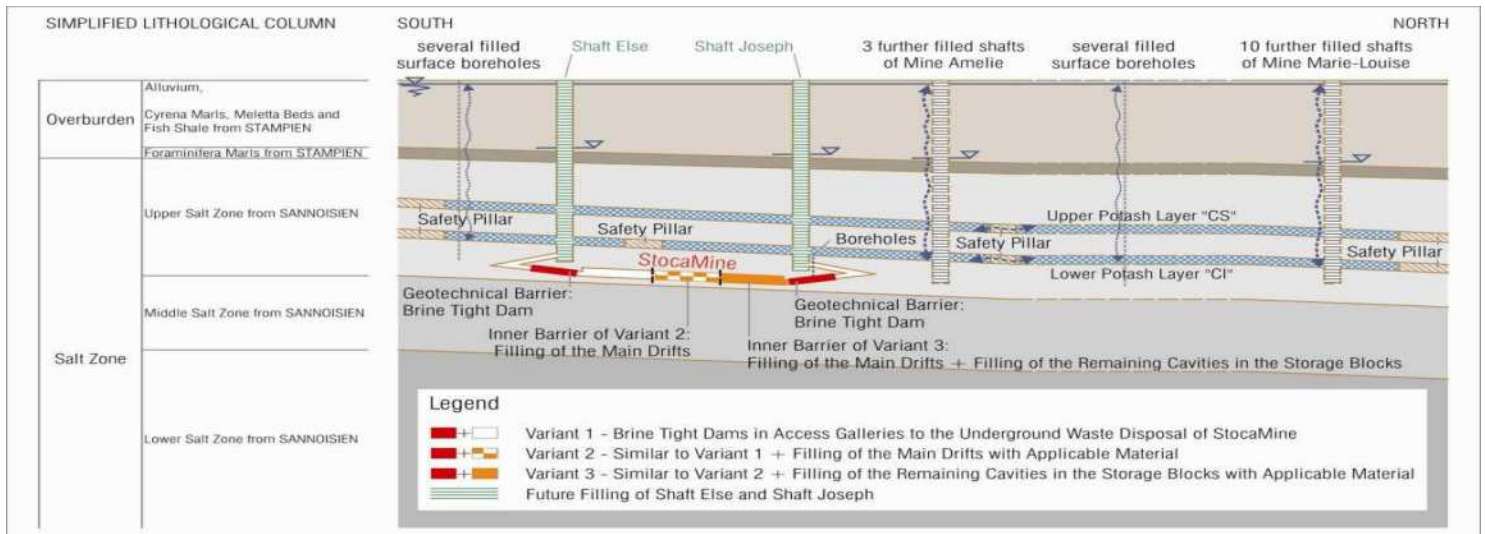 SIMPLIFIED LITHOLOGICAL COLUMN
SOUTH
NORTH
several filled
surface boreholes
Shaft Else
Shaft Joseph
3 further filled shafts
of Mine Amelie
several filled
surface boreholes
10 further filled shafts
of Mine Marie-Louise
Overburden
Alluvium,
Cyrena Marls, Meletta Beds and
Fish Shale from STAMPIEN
Foraminifera Marls from STAMPIEN
Salt Zone
Upper Salt Zone from SANNOISIEN
Middle Salt Zone from SANNOISIEN
Lower Salt Zone from SANNOISIEN
Safety Pillar
Safety Pillar
Boreholes
Upper Potash Layer "CS"
Safety Pillar
Safety Pillar
Lower Potash Layer "CI"
StocaMine
Geotechnical Barrier:
Brine Tight Dam
Geotechnical Barrier:
Brine Tight Dam
Inner Barrier of Variant 2:
Filling of the Main Drifts
Inner Barrier of Variant 3:
Filling of the Main Drifts + Filling of the Remaining Cavities in the Storage Blocks
Legend
+ Variant 1 - Brine Tight Dams in Access Galleries to the Underground Waste Disposal of StocaMine
+ Variant 2 - Similar to Variant 1 + Filling of the Main Drifts with Applicable Material
+ Variant 3 - Similar to Variant 2 + Filling of the Remaining Cavities in the Storage Blocks with Applicable Material
Future Filling of Shaft Else and Shaft Joseph